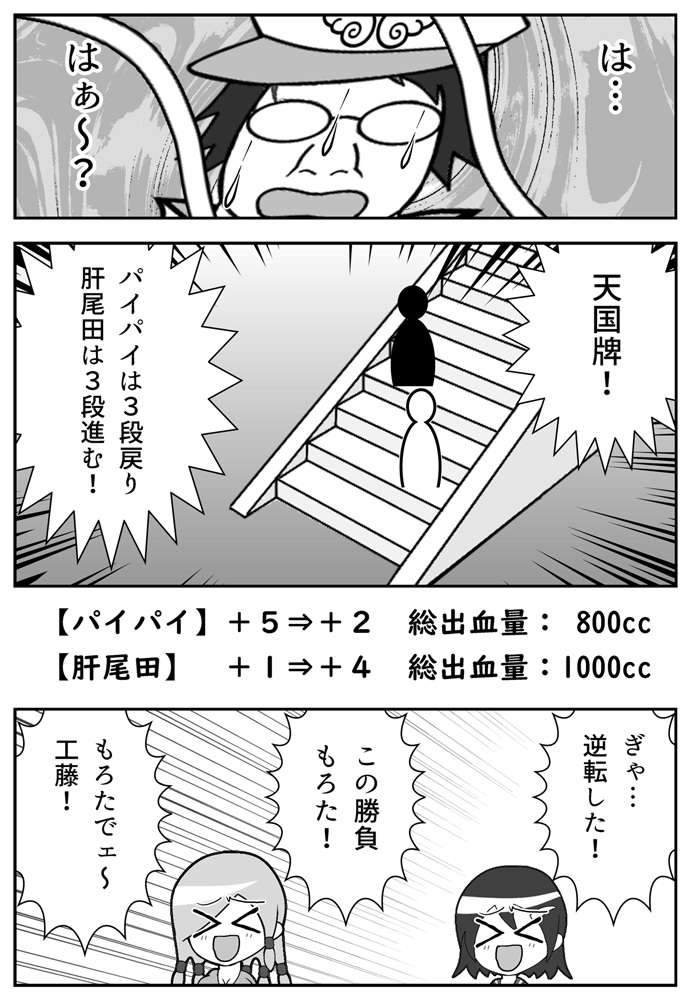 は…
はぁ～？
天国牌！
パイパイは３段戻り
肝尾田は３段進む！
【パイパイ】＋５⇒＋２　総出血量： 800cc
【肝尾田】　＋１⇒＋４　総出血量：1000cc
ぎゃ…
逆転した！
この勝負
もろた！
もろたでェ～
工藤！